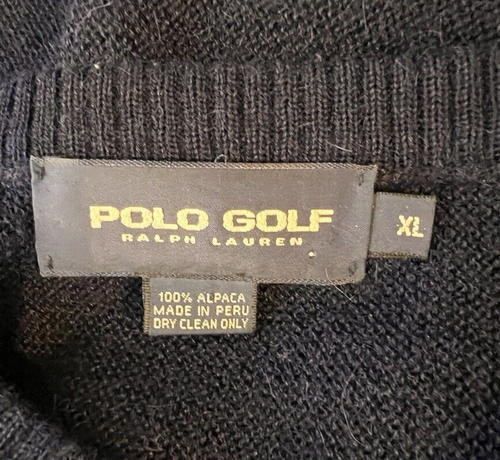 POLO GOLF
RALPH LAUREN
XL
100% ALPACA
MADE IN PERU
DRY CLEAN ONLY